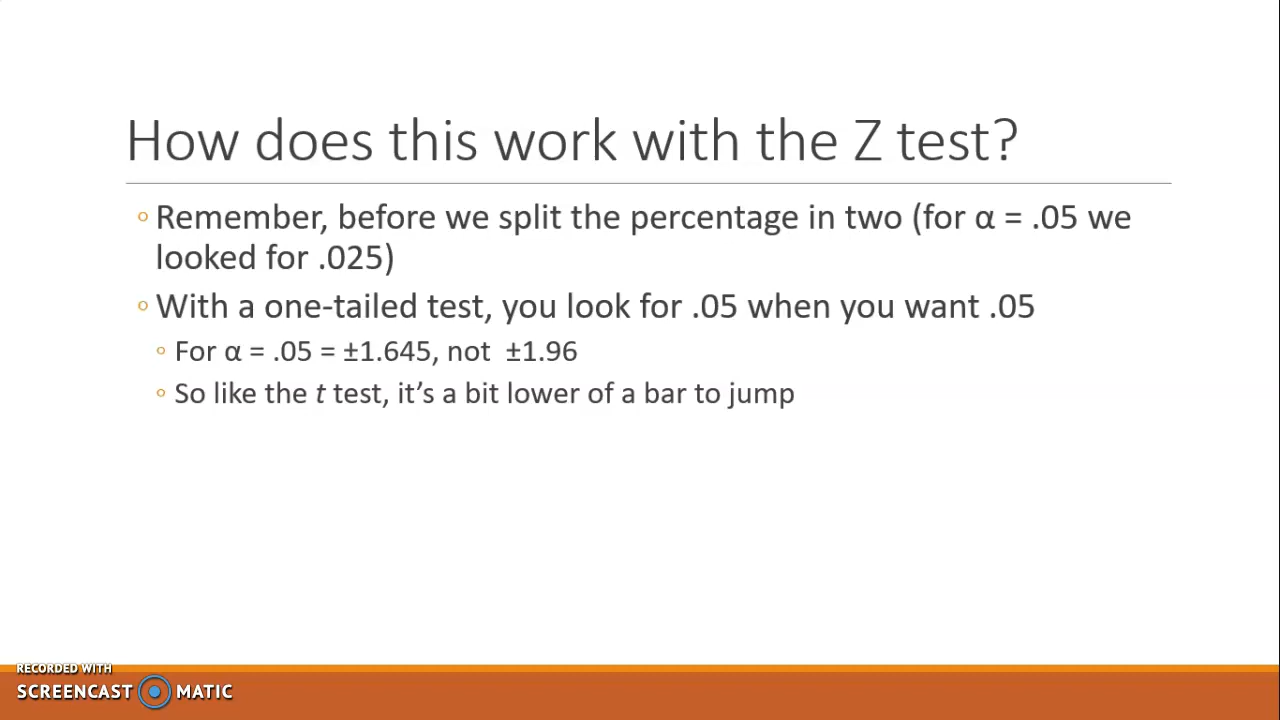 How does this work with the Z test?
◦ Remember, before we split the percentage in two (for α = .05 we
looked for .025)
◦ With a one-tailed test, you look for .05 when you want .05
◦ For α = .05 = ±1.645, not ±1.96
◦ So like the t test, it’s a bit lower of a bar to jump
RECORDED WITH
SCREENCAST MATIC